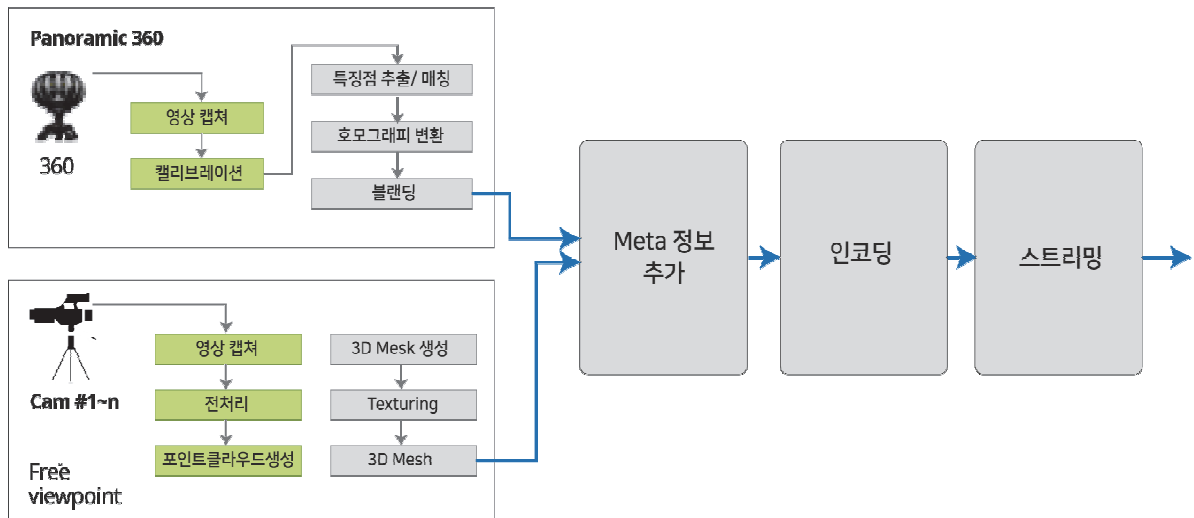 Panoramic 360
360
영상 캡쳐
캘리브레이션
특징점 추출/ 매칭
호모그래피 변환
블랜딩
Cam #1~n
Free
viewpoint
영상 캡쳐
전처리
포인트클라우드생성
3D Mesk 생성
Texturing
3D Mesh
Meta 정보
추가
인코딩
스트리밍